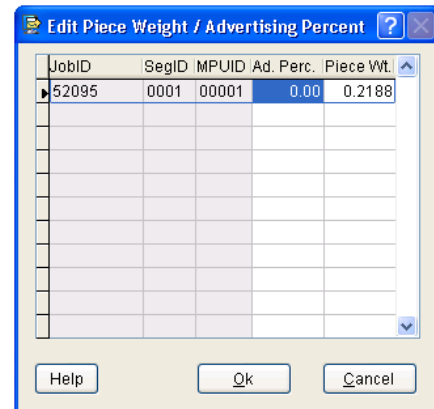 Edit Piece Weight / Advertising Percent ?
JobID SegID MPUID Ad. Perc. Piece Wt.
52095 0001 00001 0.00 0.2188
Help Ok Cancel